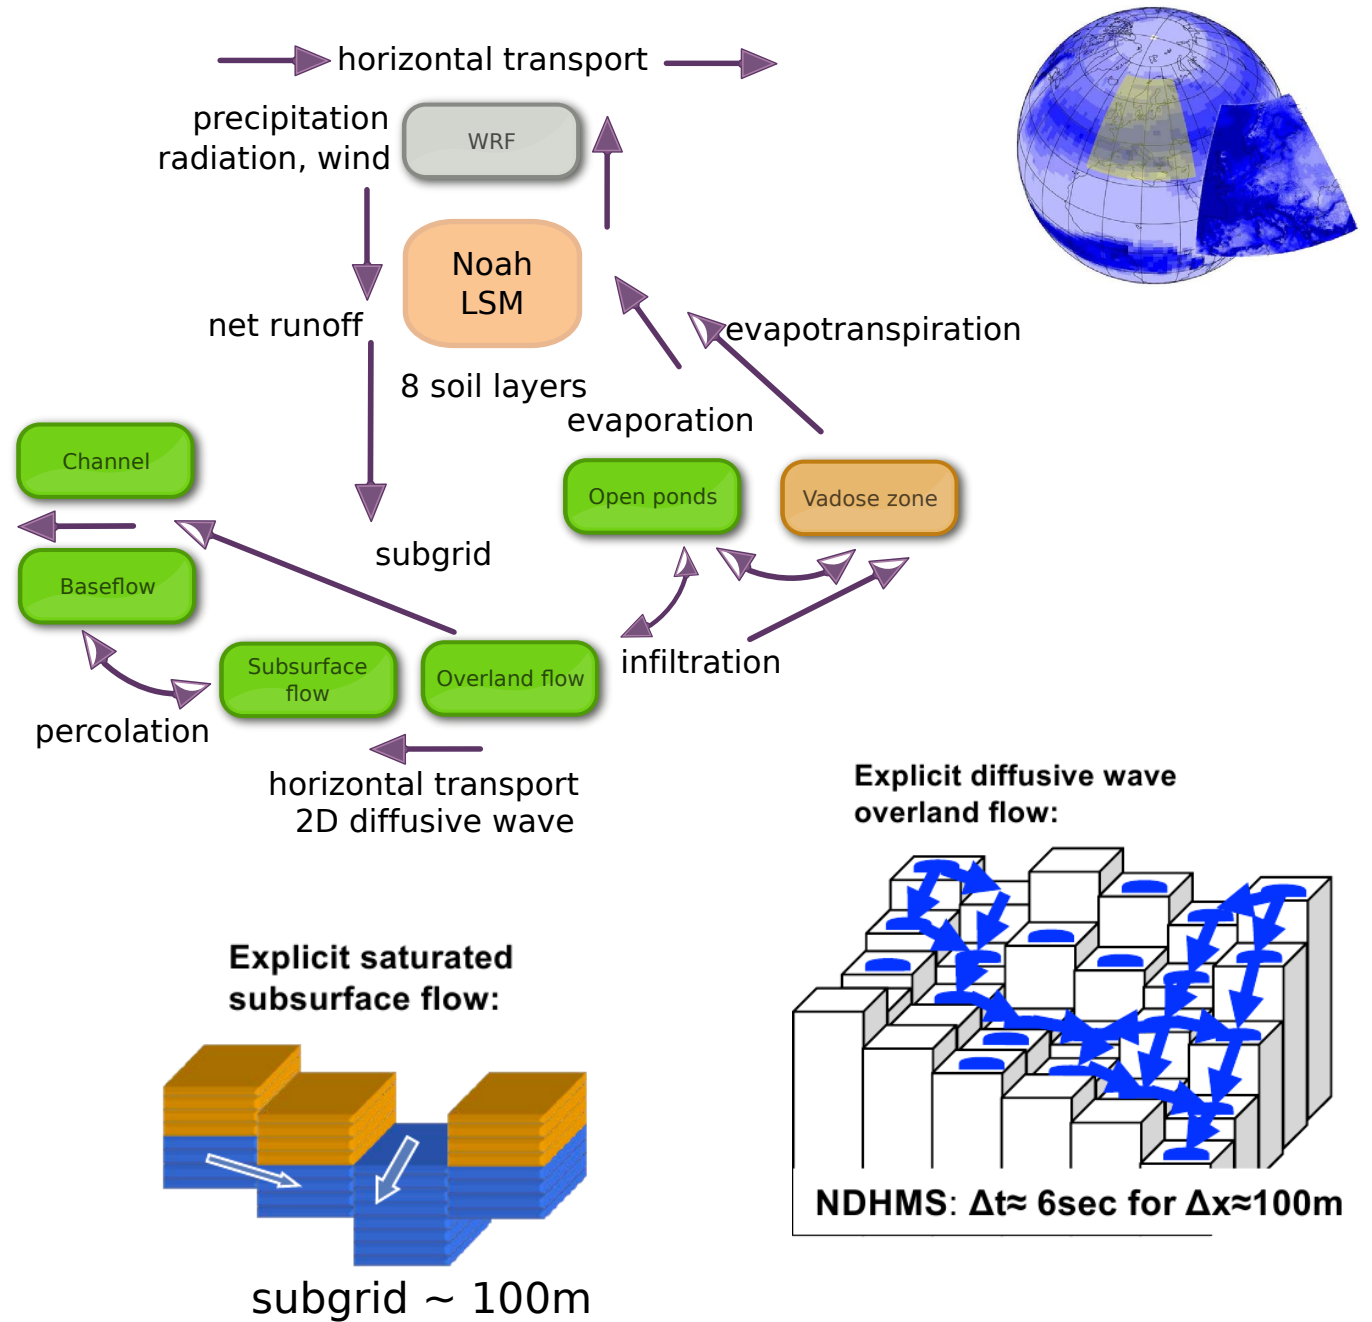 horizontal transport
precipitation
radiation, wind
WRF
Noah
LSM
net runoff
evapotranspiration
8 soil layers
evaporation
Channel
Open ponds
Vadose zone
subgrid
Baseflow
Subsurface
flow
Overland flow
infiltration
percolation
horizontal transport
2D diffusive wave
Explicit diffusive wave
overland flow:
Explicit saturated
subsurface flow:
NDHMS: Δt≈ 6sec for Δx≈100m
subgrid ~ 100m